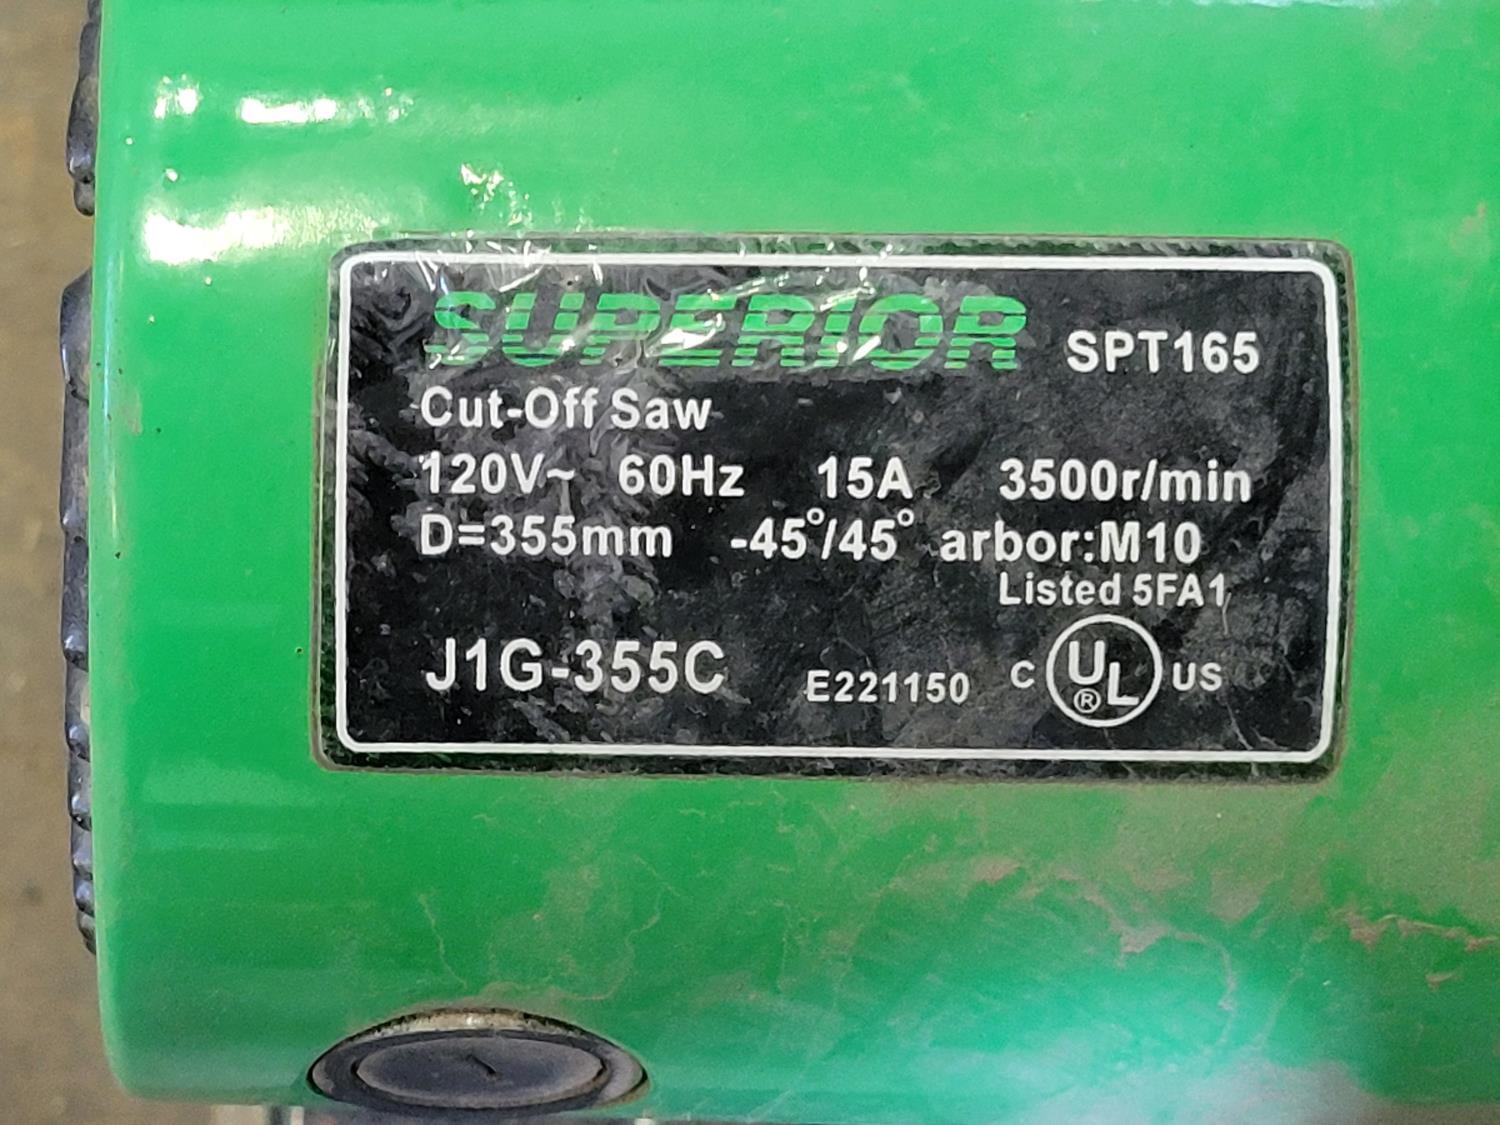 SUPERIOR SPT165
Cut-Off Saw
120V~ 60Hz 15A 3500r/min
D=355mm -45°/45° arbor:M10
Listed 5FA1
J1G-355C E221150 C UL® US